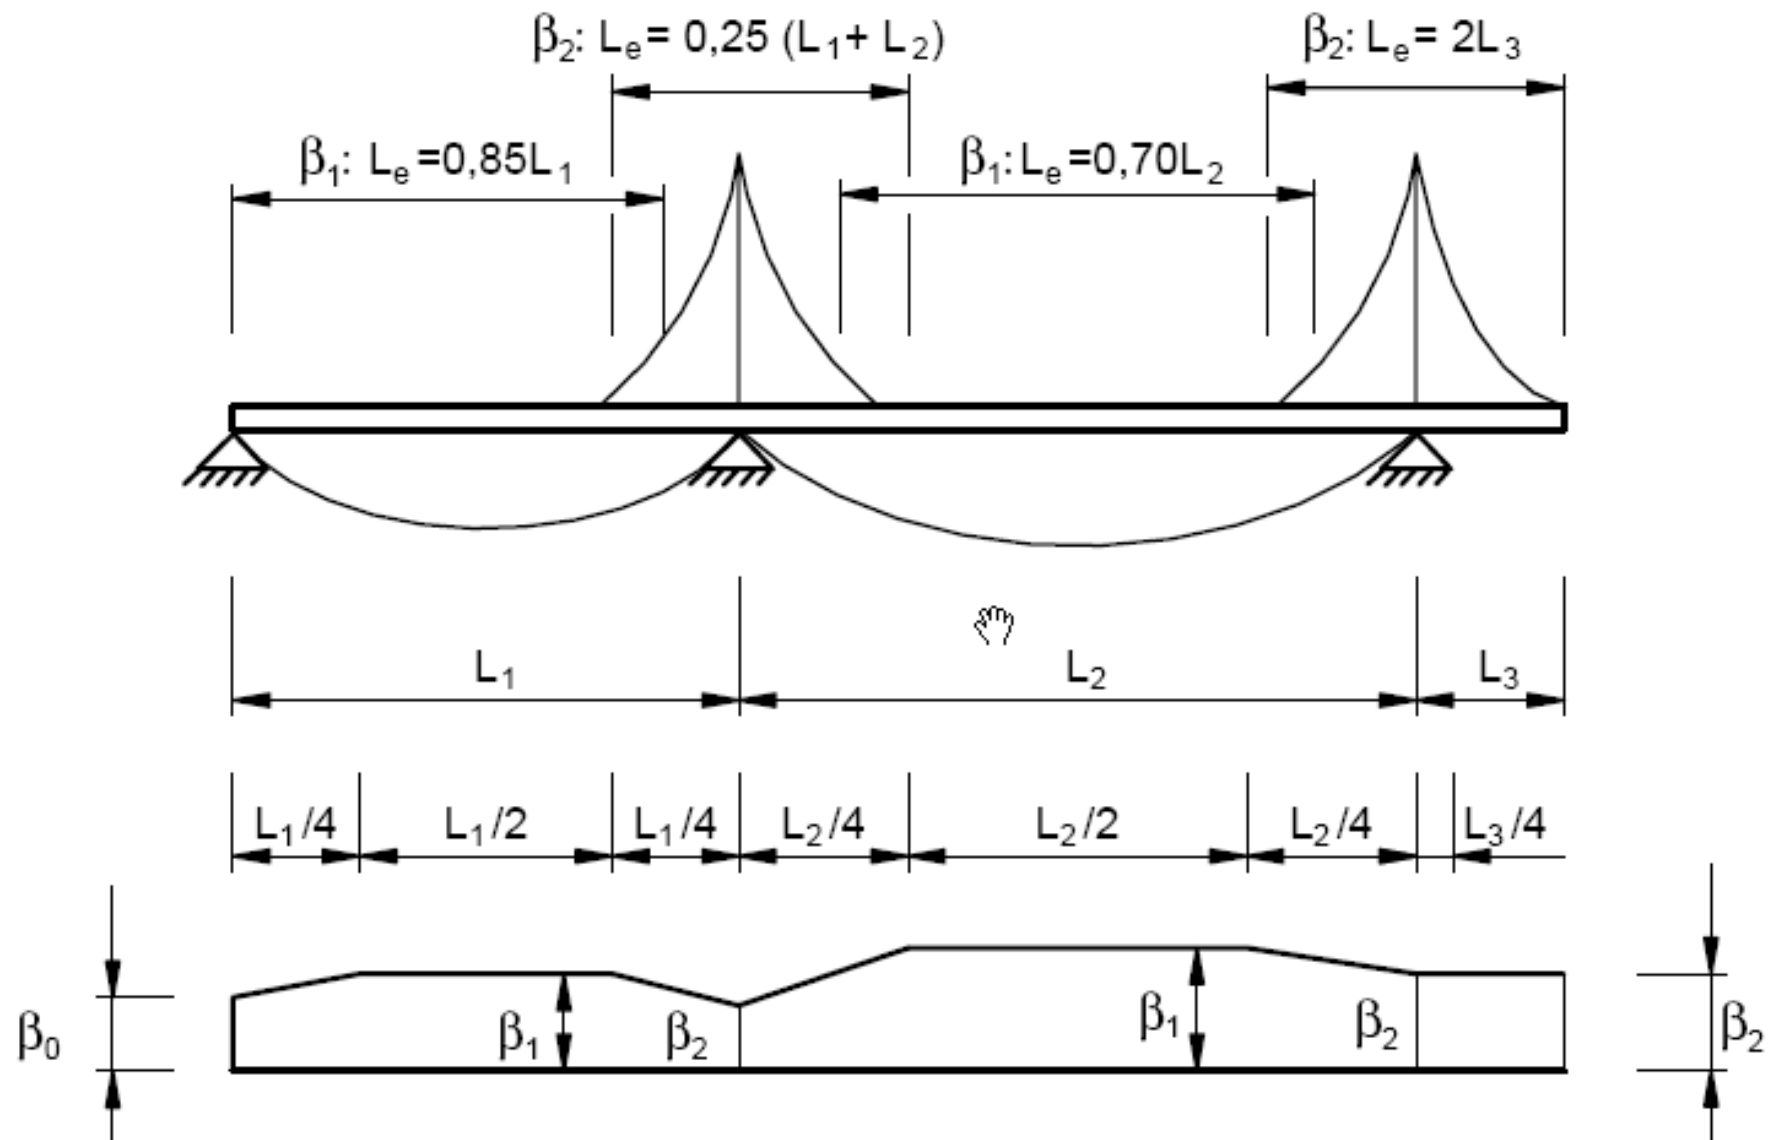 β₂: Lₑ= 0,25 (L₁+ L₂)
β₂: Lₑ= 2L₃
β₁: Lₑ=0,85L₁
β₁:Lₑ=0,70L₂
L₁
L₂
L₃
L₁/4
L₁/2
L₁/4
L₂/4
L₂/2
L₂/4
L₃/4
β₀
β₁
β₂
β₁
β₂
β₂